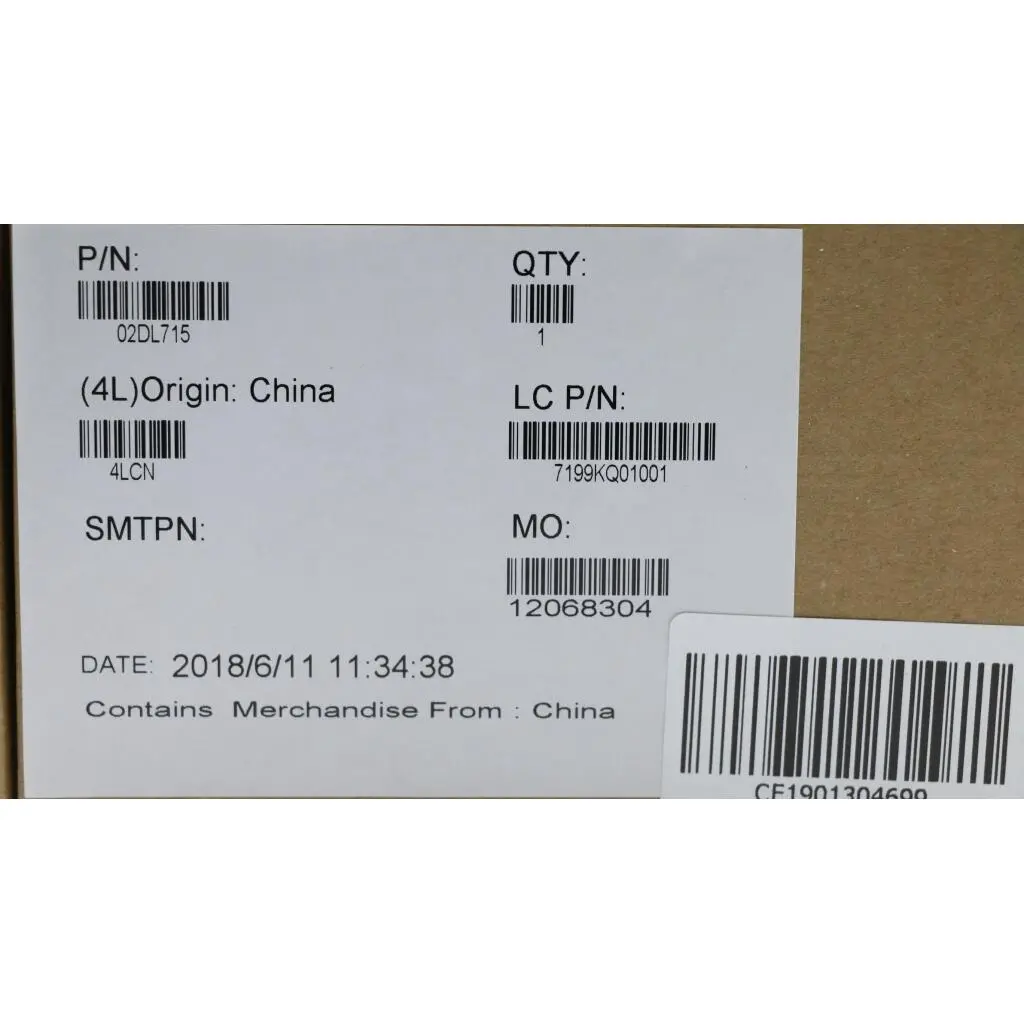 P/N:
02DL715
QTY:
1
(4L)Origin: China
4LCN
LC P/N:
7199KQ01001
SMTPN:
MO:
12068304
DATE: 2018/6/11 11:34:38
Contains Merchandise From : China
CF1901304699